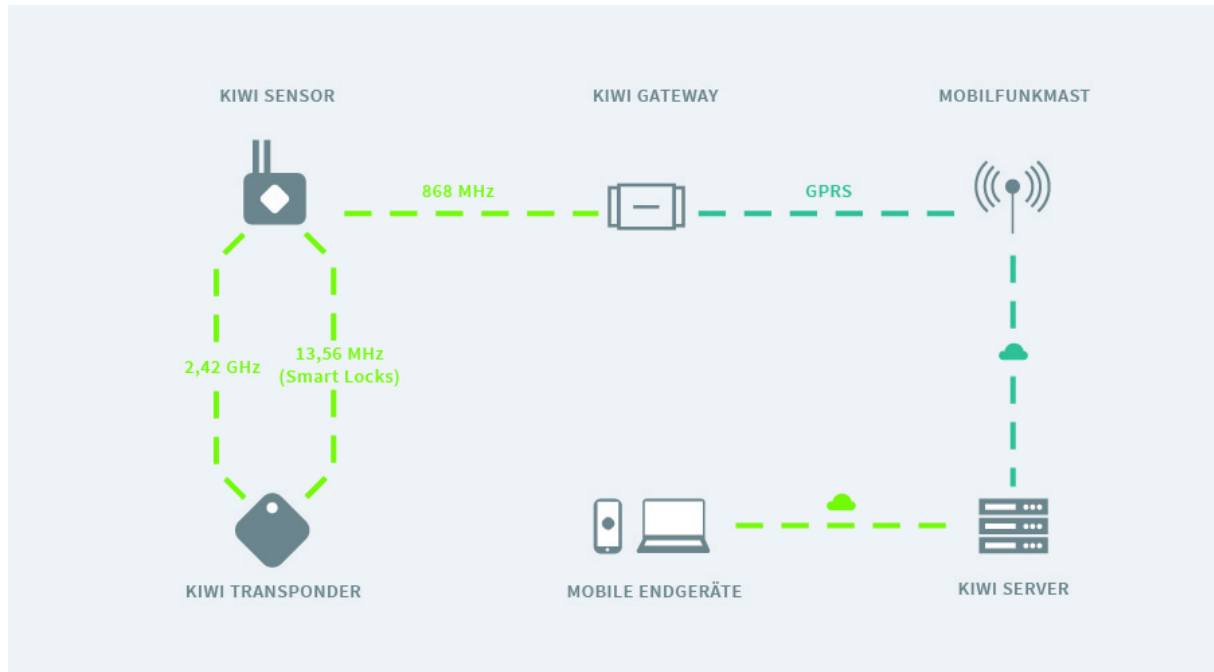 KIWI SENSOR
KIWI GATEWAY
MOBILFUNKMAST
868 MHz
GPRS
2,42 GHz
13,56 MHz
(Smart Locks)
KIWI TRANSPONDER
MOBILE ENDGERÄTE
KIWI SERVER